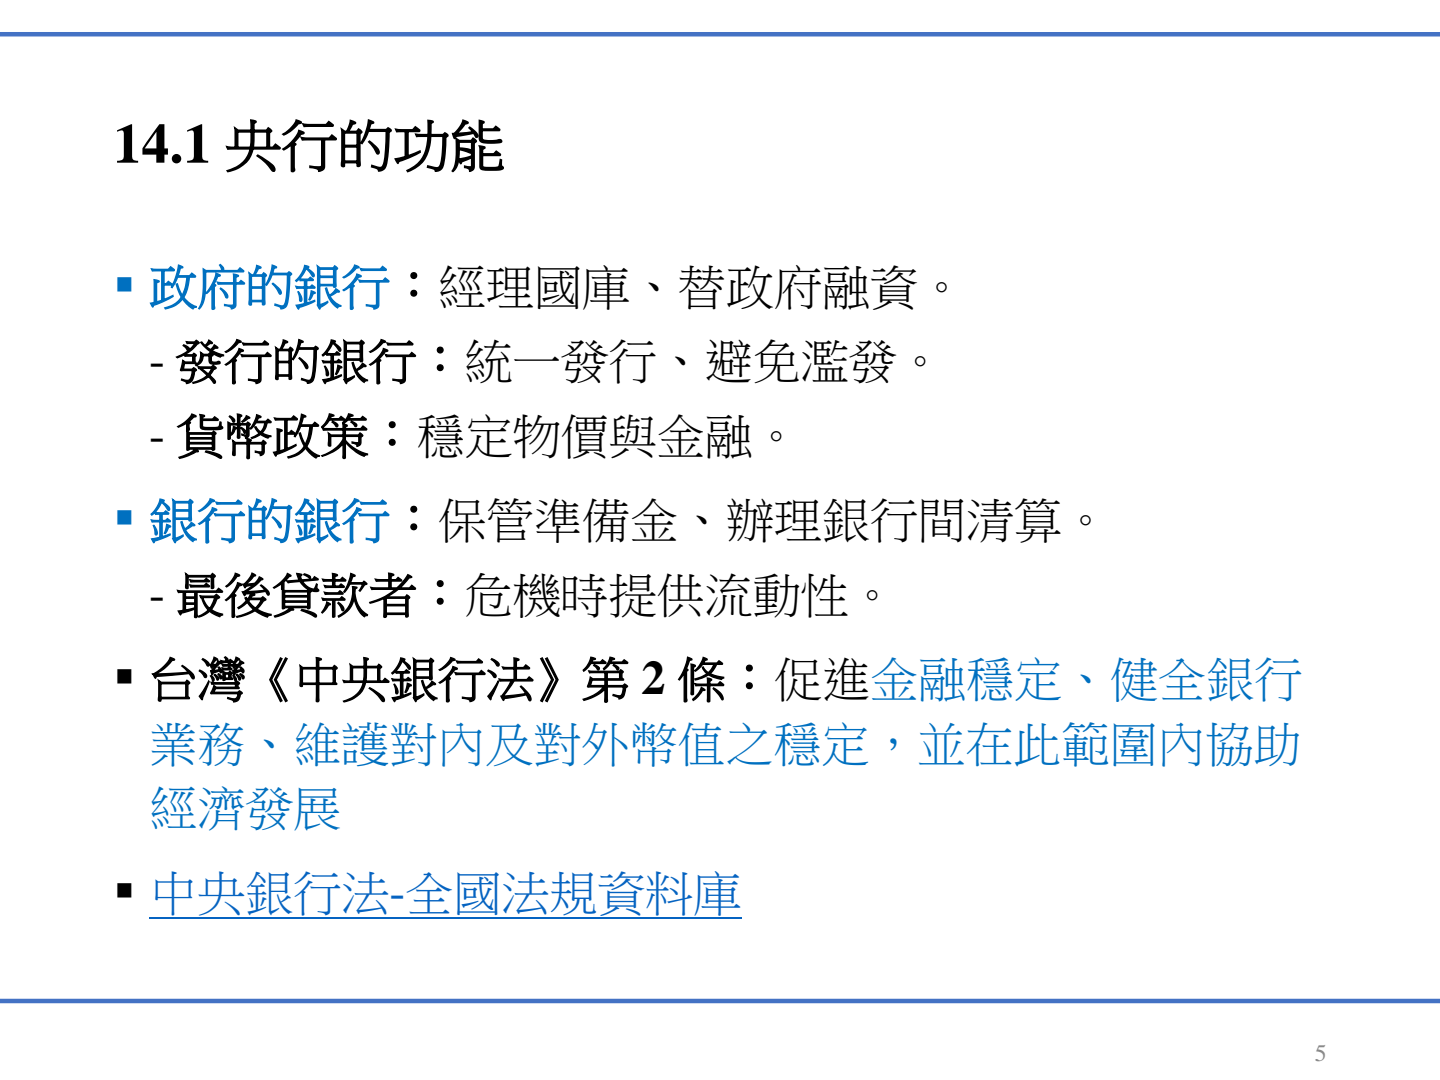 14.1 央行的功能
▪ 政府的銀行：經理國庫、替政府融資。
- 發行的銀行：統一發行、避免濫發。
- 貨幣政策：穩定物價與金融。
▪ 銀行的銀行：保管準備金、辦理銀行間清算。
- 最後貸款者：危機時提供流動性。
▪ 台灣《中央銀行法》第 2 條：促進金融穩定、健全銀行
業務、維護對內及對外幣值之穩定，並在此範圍內協助
經濟發展
▪ 中央銀行法-全國法規資料庫
5